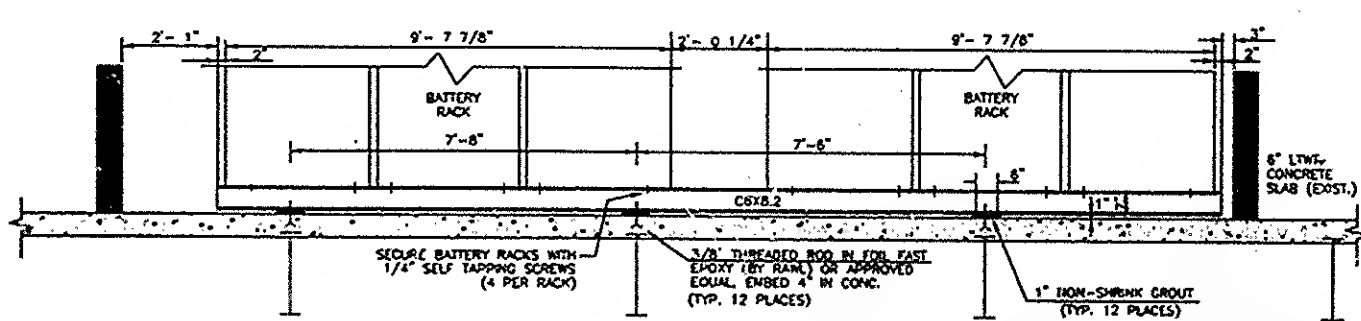 2'- 1"
9'- 7 7/8"
2'- 0 1/4"
9'- 7 7/8"
3"
2"
2"
BATTERY
RACK
BATTERY
RACK
7'-8"
7'-6"
6"
6" LTWT.
CONCRETE
SLAB (EXIST.)
C6X8.2
1"
SECURE BATTERY RACKS WITH
1/4" SELF TAPPING SCREWS
(4 PER RACK)
3/8" THREADED ROD IN FOIL FAST
EPOXY (BY RAWL) OR APPROVED
EQUAL, EMBED 4" IN CONC.
(TYP. 12 PLACES)
1" NON-SHRINK GROUT
(TYP. 12 PLACES)